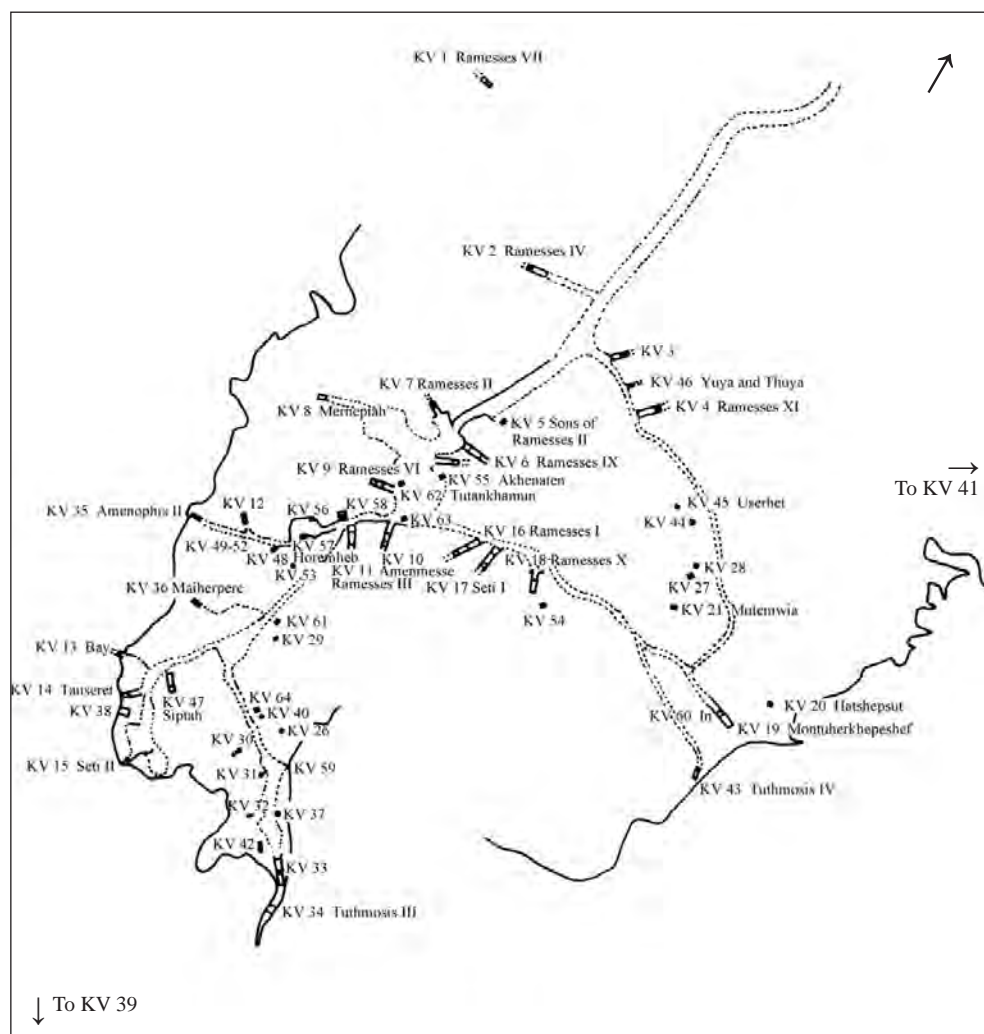 KV 1 Ramesses VII
KV 2 Ramesses IV
KV 3
KV 7 Ramesses II
KV 46 Yuya and Thuya
KV 8 Merneptah
KV 4 Ramesses XI
KV 5 Sons of
Ramesses II
KV 6 Ramesses IX
KV 9 Ramesses VI
KV 55 Akhenaten
To KV 41
KV 62
Tutankhamun
KV 45 Userhet
KV 35 Amenophis II
KV 12
KV 56
KV 58
KV 63
KV 44
KV 16 Ramesses I
KV 49-52
KV 57
Horemheb
KV 48
KV 53
KV 11
Ramesses III
KV 10
Amenmesse
KV 18 Ramesses X
KV 17 Seti I
KV 28
KV 27
KV 36 Maiherpere
KV 21 Mutemwia
KV 54
KV 61
KV 29
KV 13 Bay
KV 14 Tauseret
KV 47
Siptah
KV 38
KV 64
KV 40
KV 26
KV 20 Hatshepsut
KV 60 In
KV 19 Montuherkhepeshef
KV 30
KV 15 Seti II
KV 31
KV 59
KV 43 Tuthmosis IV
KV 32
KV 37
KV 42
KV 33
KV 34 Tuthmosis III
To KV 39